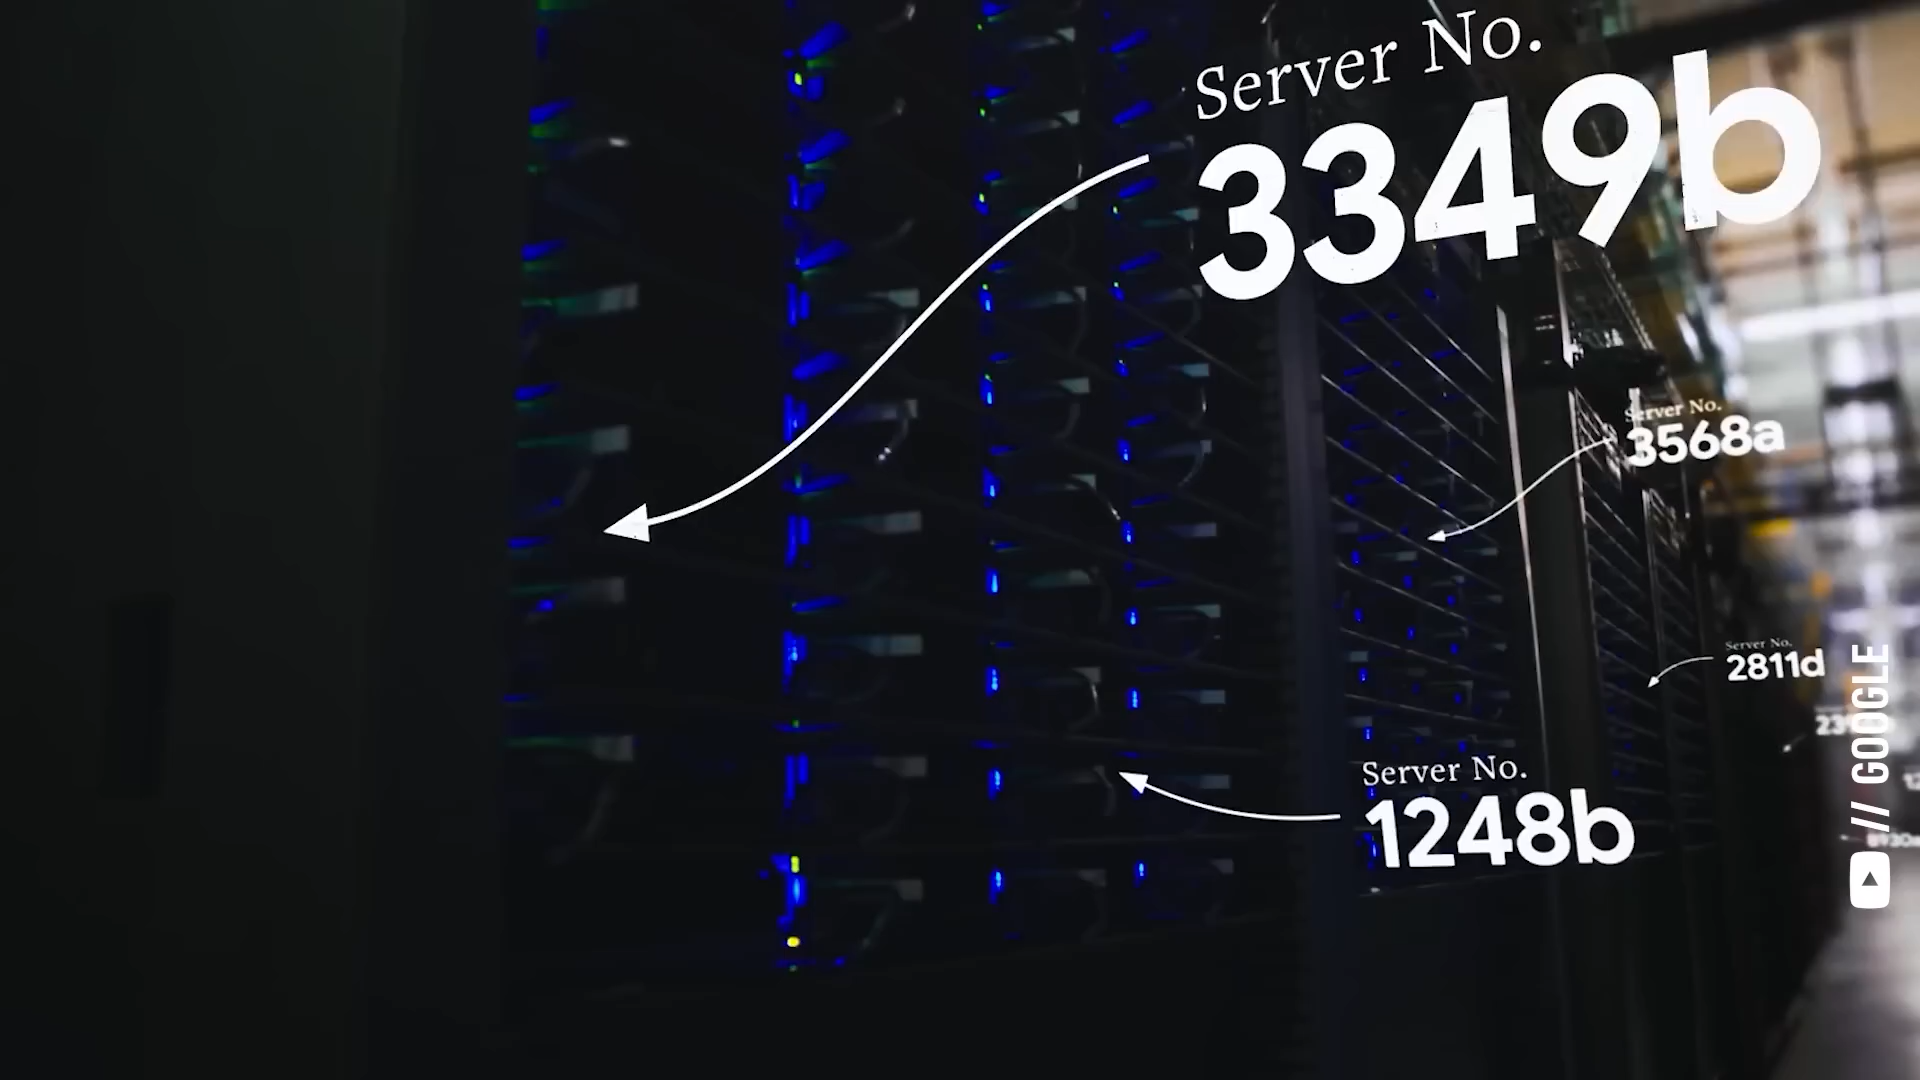 Server No.
3349b
Server No.
3568a
Server No.
2811d
Server No.
1248b
// GOOGLE